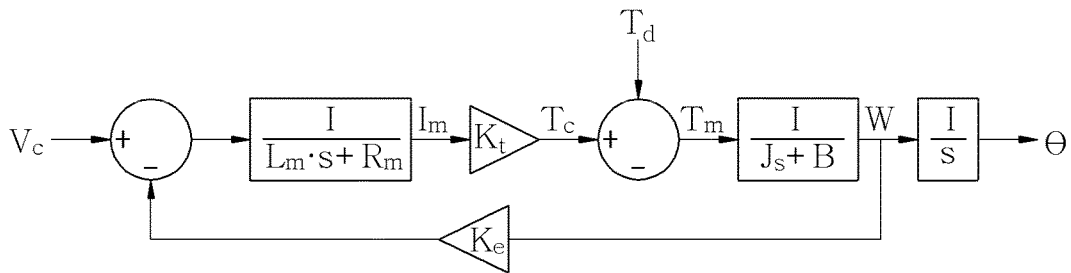 T_d
V_c
+
−
I
L_m·s+R_m
I_m
K_t
T_c
+
−
T_m
I
J_s+B
W
I
s
Θ
K_e